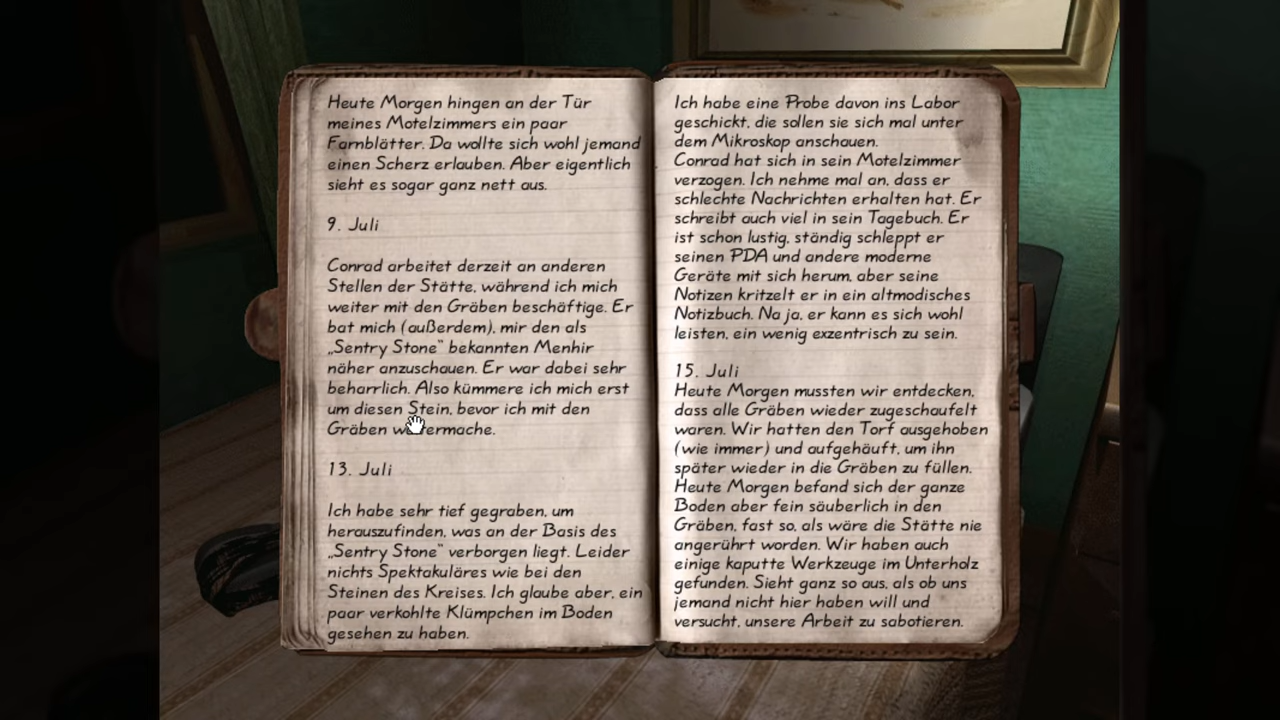 Heute Morgen hingen an der Tür
meines Motelzimmers ein paar
Farnblätter. Da wollte sich wohl jemand
einen Scherz erlauben. Aber eigentlich
sieht es sogar ganz nett aus.
9. Juli
Conrad arbeitet derzeit an anderen
Stellen der Stätte, während ich mich
weiter mit den Gräben beschäftige. Er
bat mich (außerdem), mir den als
„Sentry Stone“ bekannten Menhir
näher anzuschauen. Er war dabei sehr
beharrlich. Also kümmere ich mich erst
um diesen Stein, bevor ich mit den
Gräben weitermache.
13. Juli
Ich habe sehr tief gegraben, um
herauszufinden, was an der Basis des
„Sentry Stone“ verborgen liegt. Leider
nichts Spektakuläres wie bei den
Steinen des Kreises. Ich glaube aber, ein
paar verkohlte Klümpchen im Boden
gesehen zu haben.
Ich habe eine Probe davon ins Labor
geschickt, die sollen sie sich mal unter
dem Mikroskop anschauen.
Conrad hat sich in sein Motelzimmer
verzogen. Ich nehme mal an, dass er
schlechte Nachrichten erhalten hat. Er
schreibt auch viel in sein Tagebuch. Er
ist schon lustig, ständig schleppt er
seinen PDA und andere moderne
Geräte mit sich herum, aber seine
Notizen kritzelt er in ein altmodisches
Notizbuch. Na ja, er kann es sich wohl
leisten, ein wenig exzentrisch zu sein.
15. Juli
Heute Morgen mussten wir entdecken,
dass alle Gräben wieder zugeschaufelt
waren. Wir hatten den Torf ausgehoben
(wie immer) und aufgehäuft, um ihn
später wieder in die Gräben zu füllen.
Heute Morgen befand sich der ganze
Boden aber fein säuberlich in den
Gräben, fast so, als wäre die Stätte nie
angerührt worden. Wir haben auch
einige kaputte Werkzeuge im Unterholz
gefunden. Sieht ganz so aus, als ob uns
jemand nicht hier haben will und
versucht, unsere Arbeit zu sabotieren.